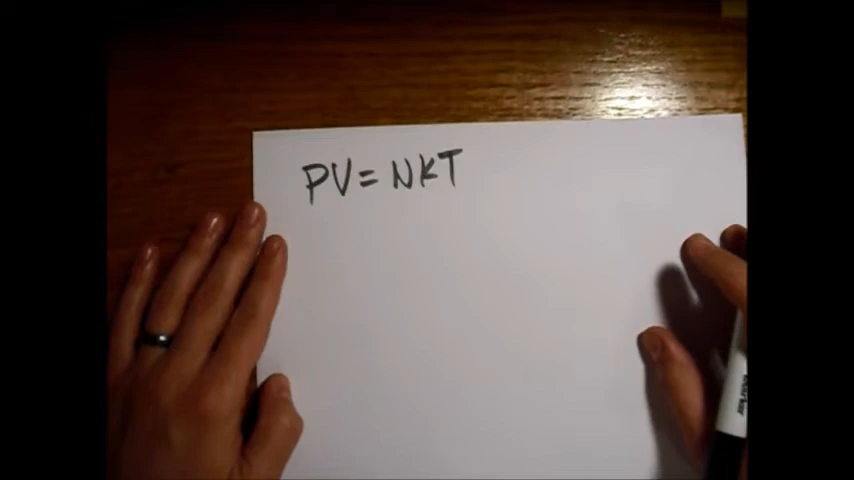 PV = NKT